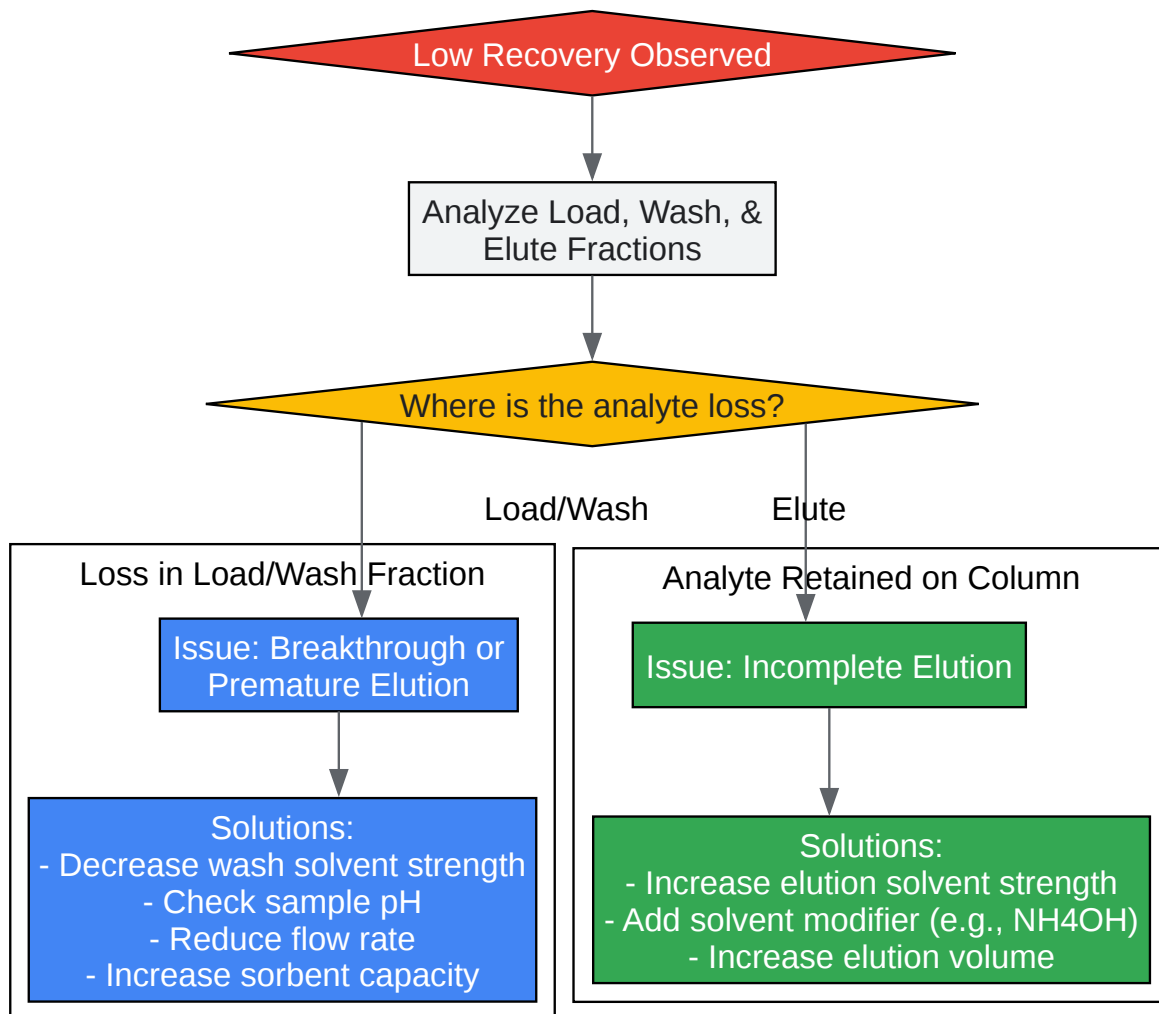 Low Recovery Observed
Analyze Load, Wash, &
Elute Fractions
Where is the analyte loss?
Load/Wash
Elute
Loss in Load/Wash Fraction
Issue: Breakthrough or
Premature Elution
Solutions:
- Decrease wash solvent strength
- Check sample pH
- Reduce flow rate
- Increase sorbent capacity
Analyte Retained on Column
Issue: Incomplete Elution
Solutions:
- Increase elution solvent strength
- Add solvent modifier (e.g., NH4OH)
- Increase elution volume